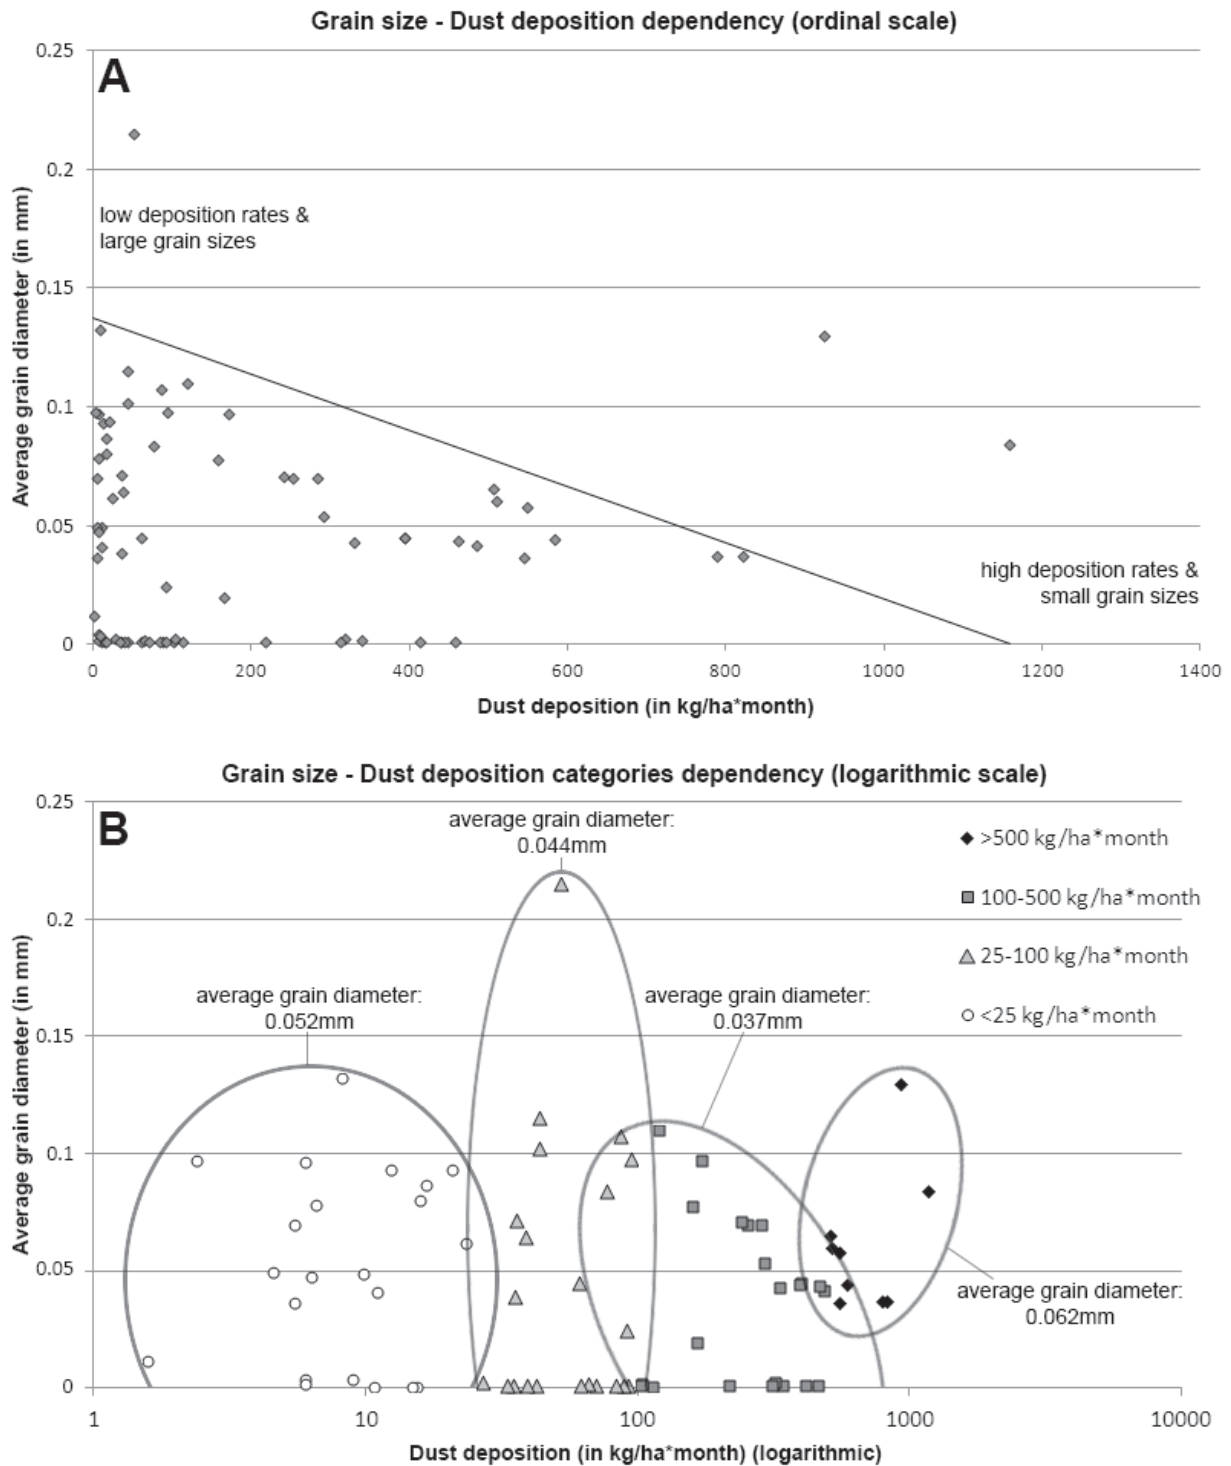 Grain size - Dust deposition dependency (ordinal scale)
A
0.25
0.2
0.15
0.1
0.05
0
Average grain diameter (in mm)
low deposition rates &
large grain sizes
high deposition rates &
small grain sizes
0 200 400 600 800 1000 1200 1400
Dust deposition (in kg/ha*month)
Grain size - Dust deposition categories dependency (logarithmic scale)
B
0.25
0.2
0.15
0.1
0.05
0
Average grain diameter (in mm)
average grain diameter:
0.044mm
>500 kg/ha*month
100-500 kg/ha*month
25-100 kg/ha*month
<25 kg/ha*month
average grain diameter:
0.052mm
average grain diameter:
0.037mm
average grain diameter:
0.062mm
1 10 100 1000 10000
Dust deposition (in kg/ha*month) (logarithmic)